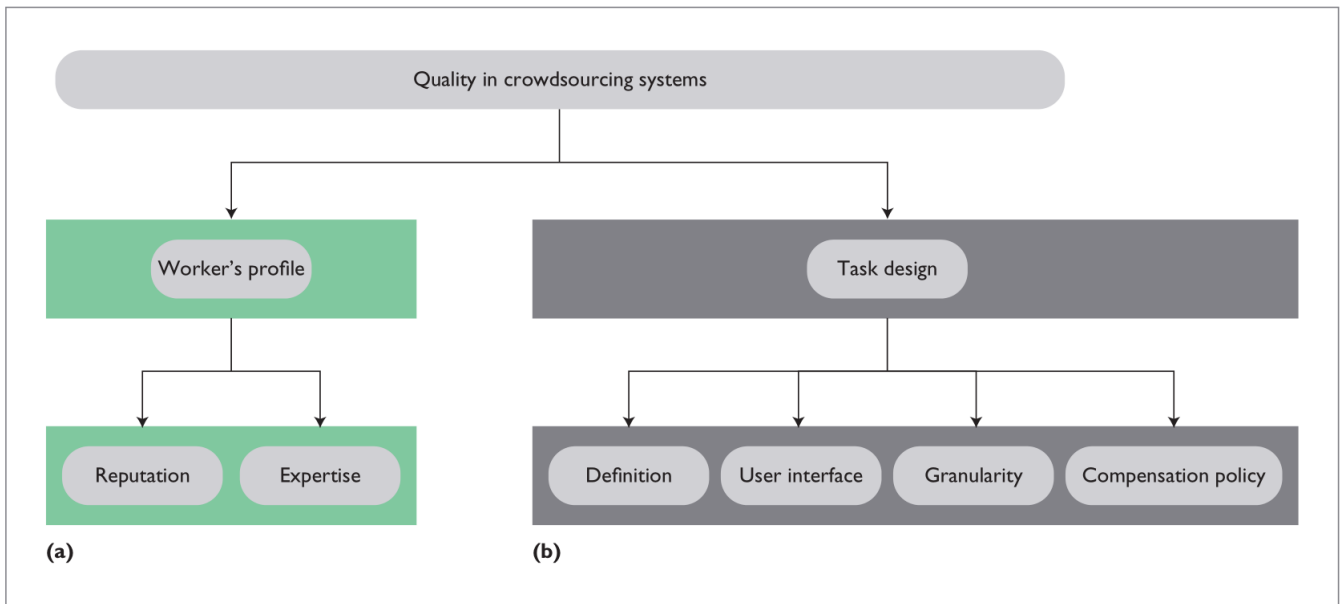 Quality in crowdsourcing systems
Worker's profile
Task design
Reputation
Expertise
Definition
User interface
Granularity
Compensation policy
(a)
(b)